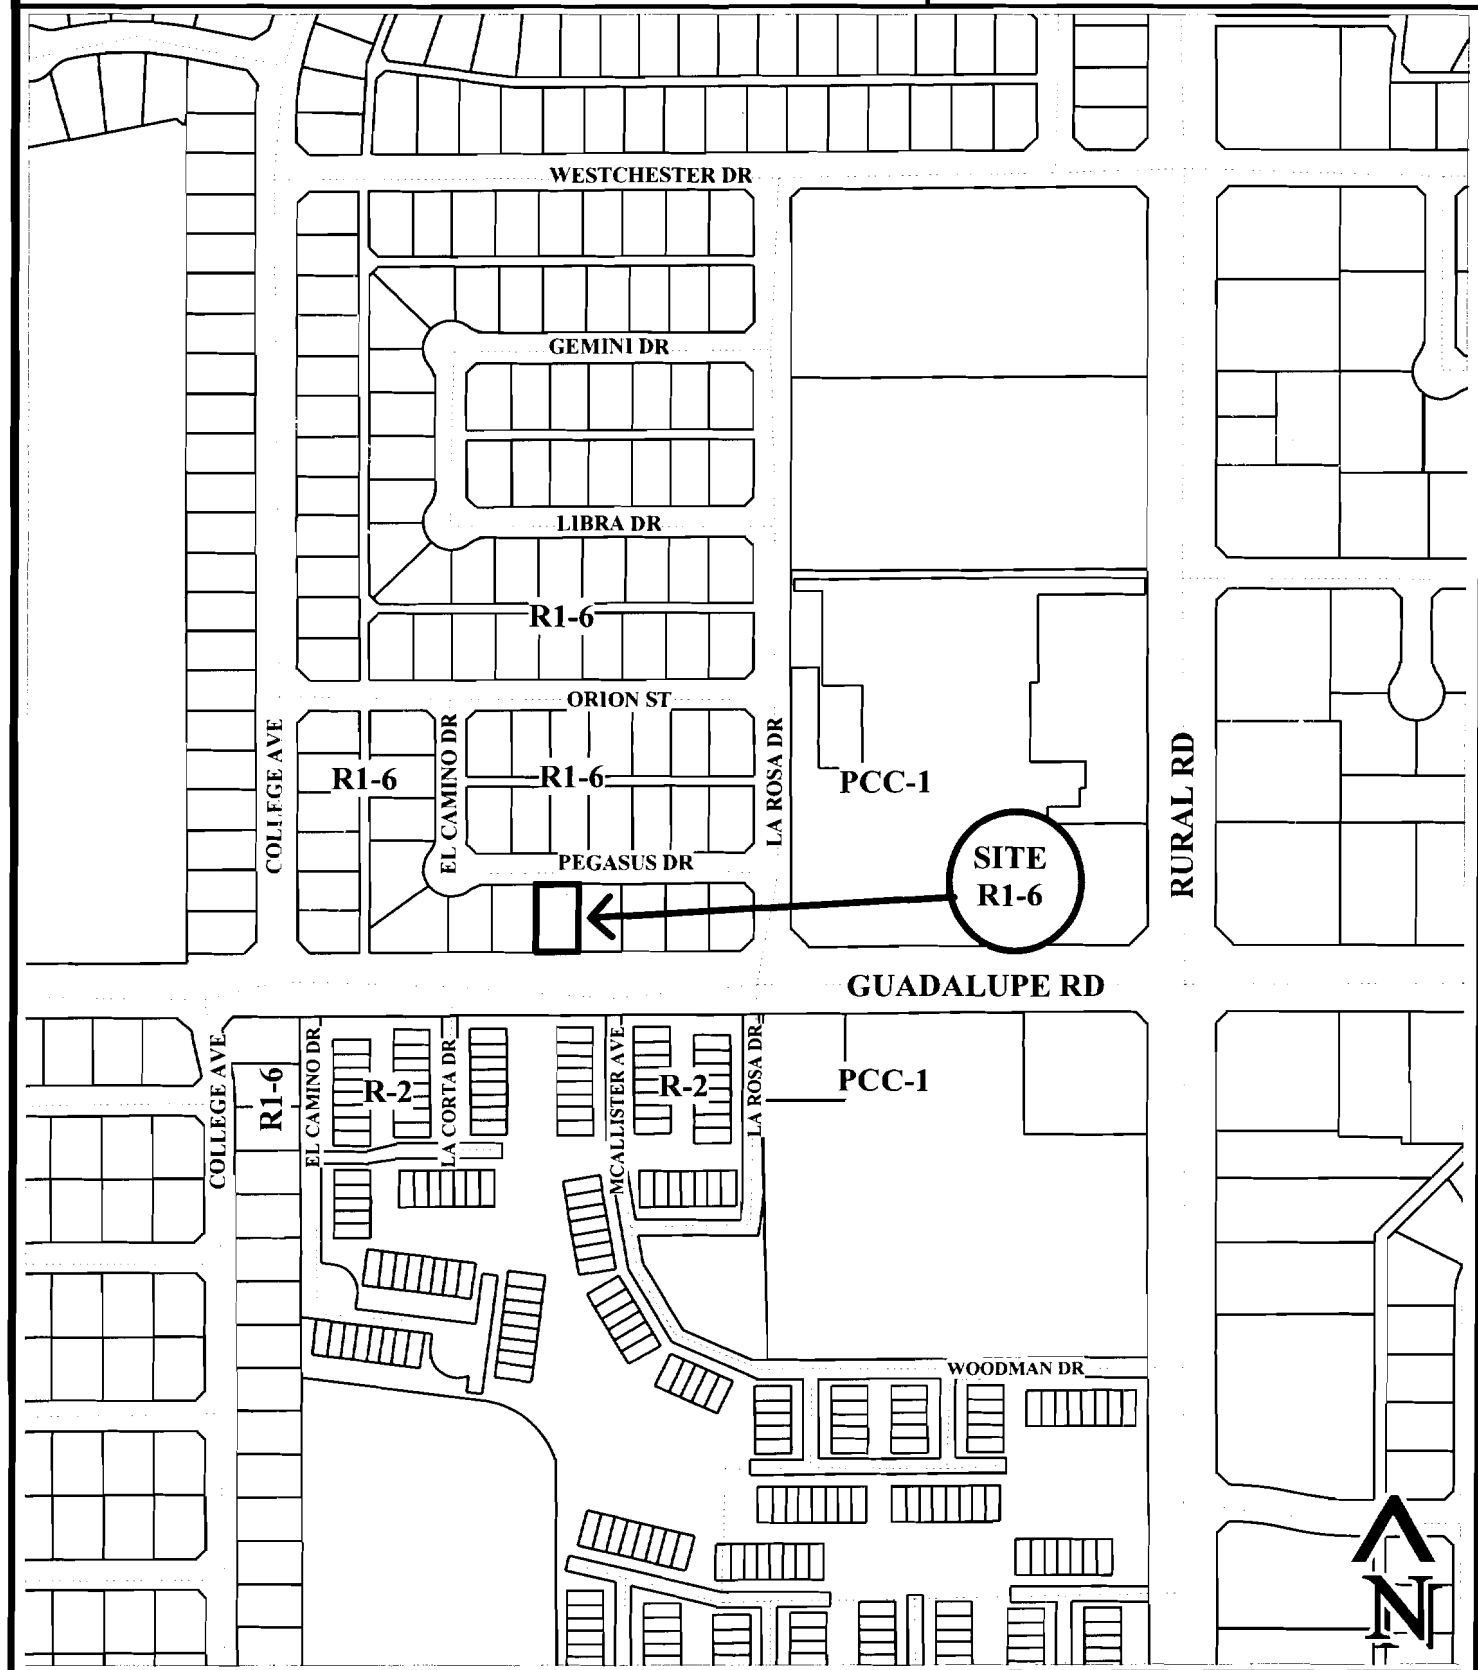 WESTCHESTER DR
GEMINI DR
LIBRA DR
R1-6
ORION ST
COLLEGE AVE
R1-6
EL CAMINO DR
R1-6
LA ROSA DR
PCC-1
RURAL RD
PEGASUS DR
SITE
R1-6
GUADALUPE RD
COLLEGE AVE
R1-6
EL CAMINO DR
R-2
LA CORTA DR
MCALLISTER AVE
R-2
LA ROSA DR
PCC-1
WOODMAN DR
N